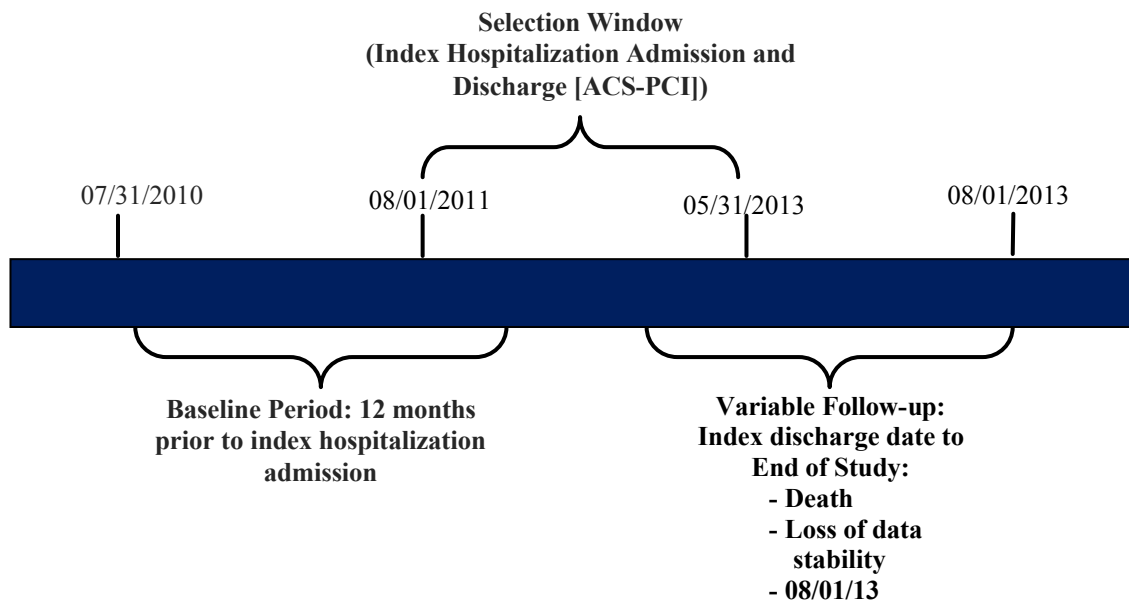 Selection Window
(Index Hospitalization Admission and
Discharge [ACS-PCI])
07/31/2010
08/01/2011
05/31/2013
08/01/2013
Baseline Period: 12 months
prior to index hospitalization
admission
Variable Follow-up:
Index discharge date to
End of Study:
- Death
- Loss of data
stability
- 08/01/13